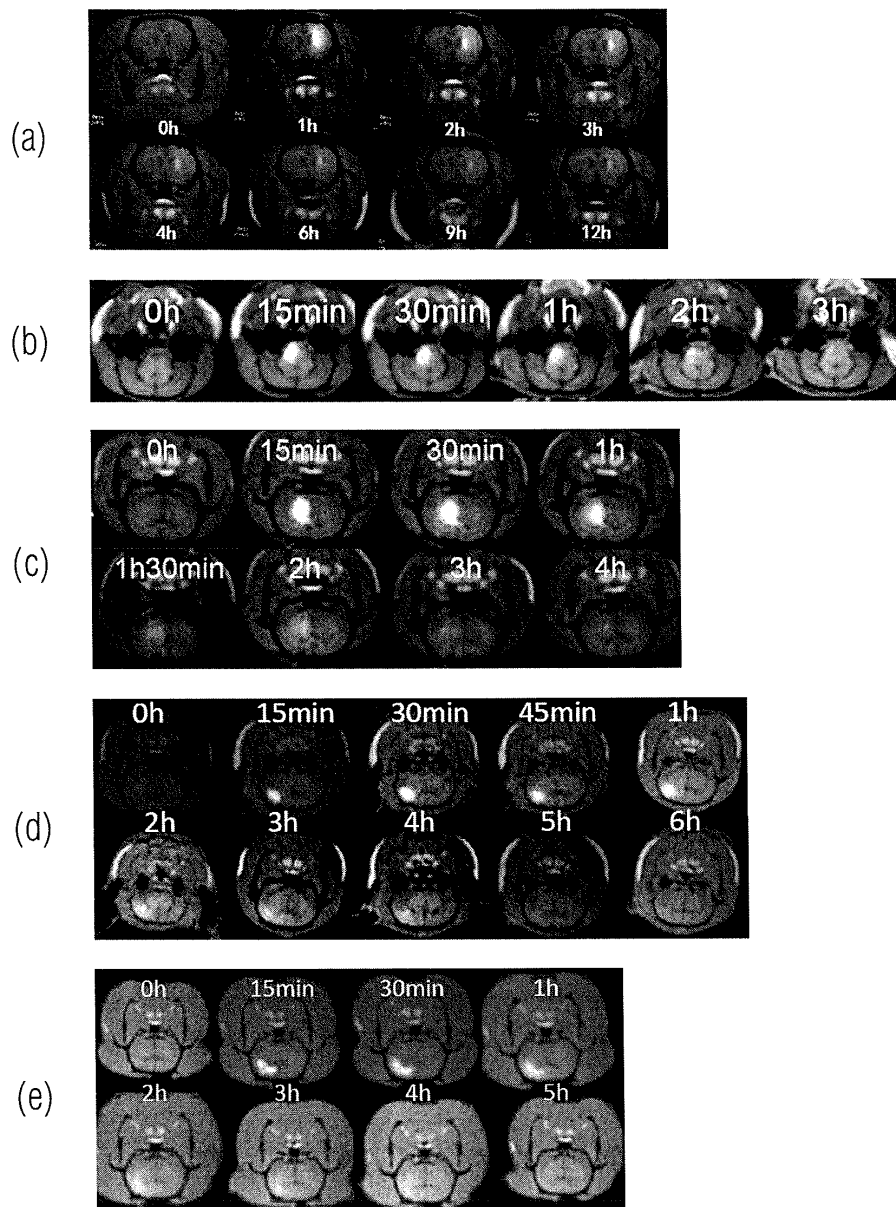 (a)
0h 1h 2h 3h
4h 6h 9h 12h
(b)
0h 15min 30min 1h 2h 3h
(c)
0h 15min 30min 1h
1h30min 2h 3h 4h
(d)
0h 15min 30min 45min 1h
2h 3h 4h 5h 6h
(e)
0h 15min 30min 1h
2h 3h 4h 5h